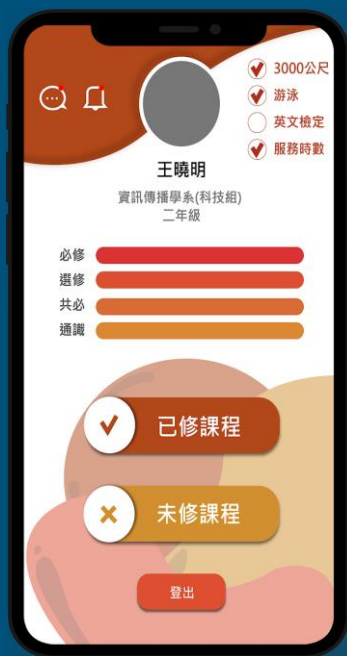 3000公尺
游泳
英文檢定
服務時數
王曉明
資訊傳播學系(科技組)
二年級
必修
選修
共必
通識
已修課程
未修課程
登出